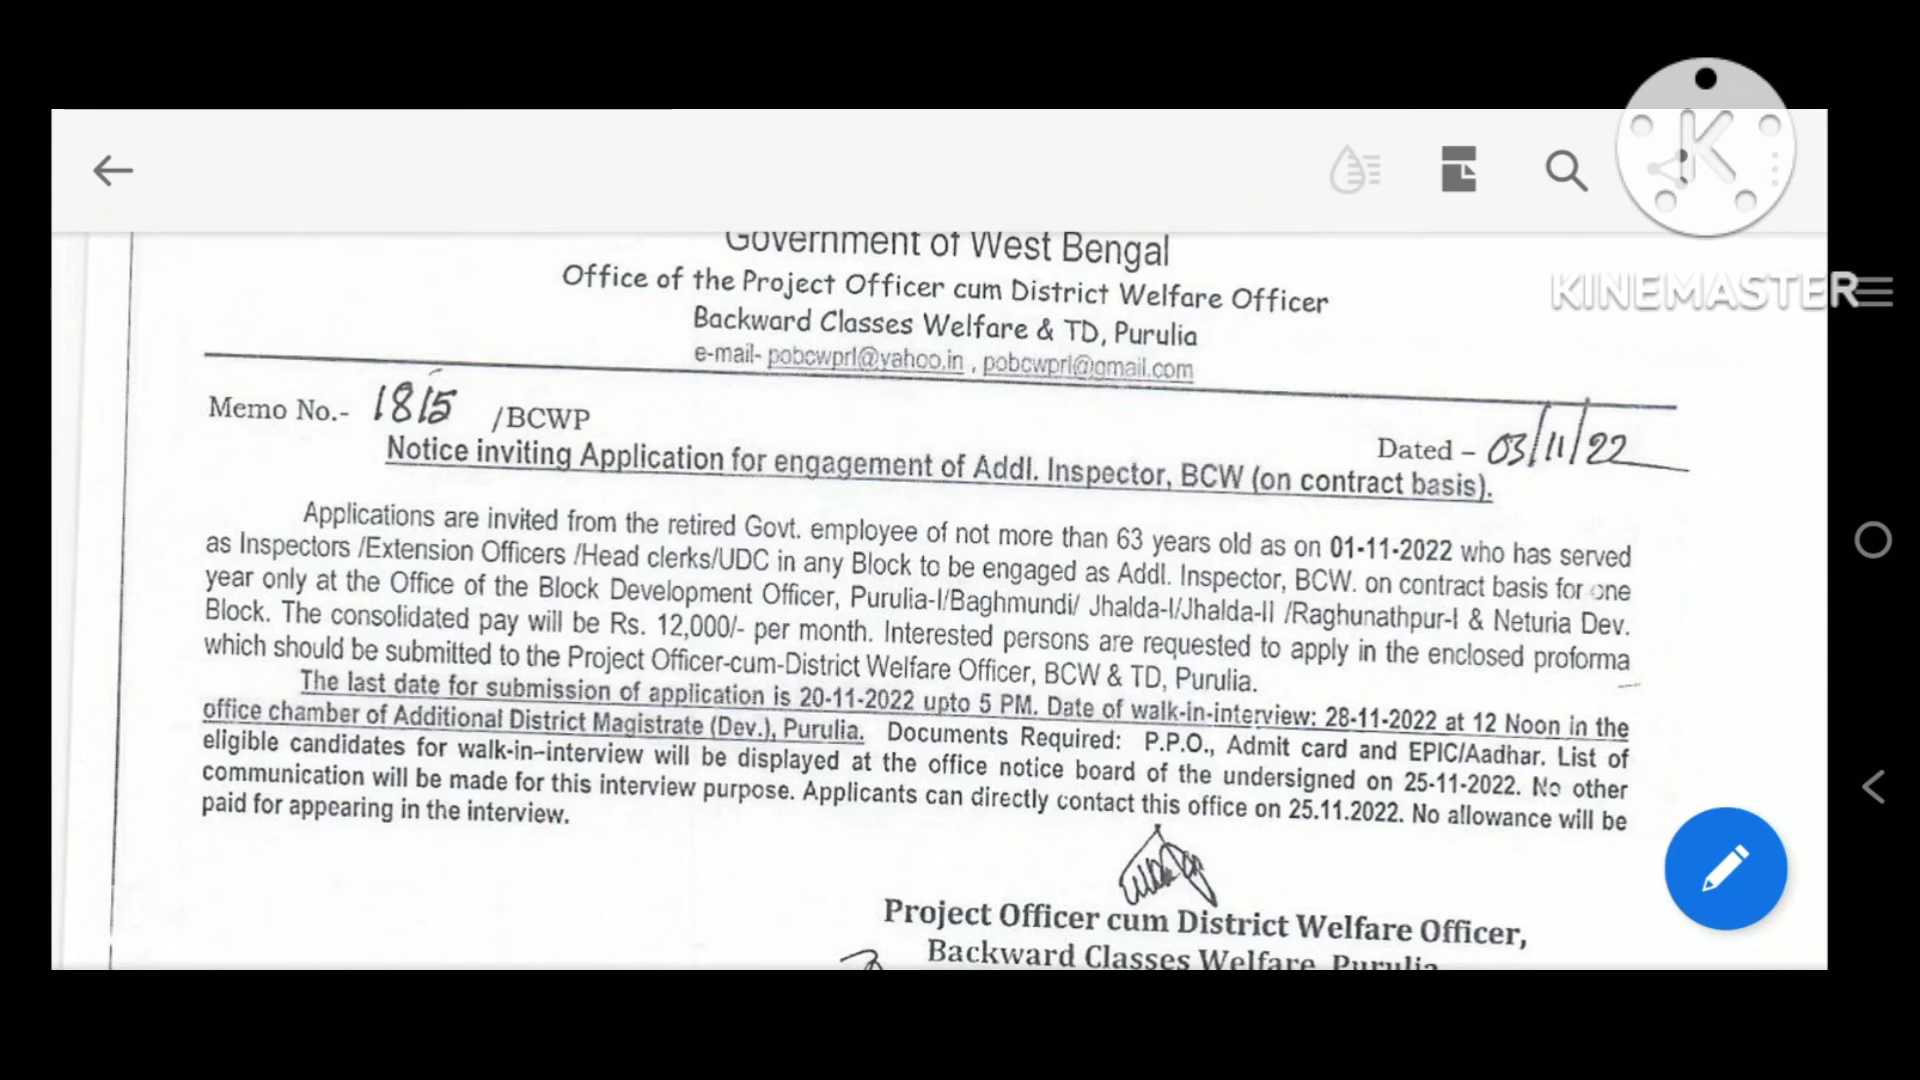 KINEMASTER
Government of West Bengal
Office of the Project Officer cum District Welfare Officer
Backward Classes Welfare & TD, Purulia
e-mail- pobcwprl@yahoo.in , pobcwprl@gmail.com
Memo No.- 1815 /BCWP
Dated – 03/11/22
Notice inviting Application for engagement of Addl. Inspector, BCW (on contract basis).
Applications are invited from the retired Govt. employee of not more than 63 years old as on 01-11-2022 who has served
as Inspectors /Extension Officers /Head clerks/UDC in any Block to be engaged as Addl. Inspector, BCW. on contract basis for one
year only at the Office of the Block Development Officer, Purulia-I/Baghmundi/ Jhalda-I/Jhalda-II /Raghunathpur-I & Neturia Dev.
Block. The consolidated pay will be Rs. 12,000/- per month. Interested persons are requested to apply in the enclosed proforma
which should be submitted to the Project Officer-cum-District Welfare Officer, BCW & TD, Purulia.
The last date for submission of application is 20-11-2022 upto 5 PM. Date of walk-in-interview: 28-11-2022 at 12 Noon in the
office chamber of Additional District Magistrate (Dev.), Purulia. Documents Required: P.P.O., Admit card and EPIC/Aadhar. List of
eligible candidates for walk-in–interview will be displayed at the office notice board of the undersigned on 25-11-2022. No other
communication will be made for this interview purpose. Applicants can directly contact this office on 25.11.2022. No allowance will be
paid for appearing in the interview.
Project Officer cum District Welfare Officer,
Backward Classes Welfare, Purulia